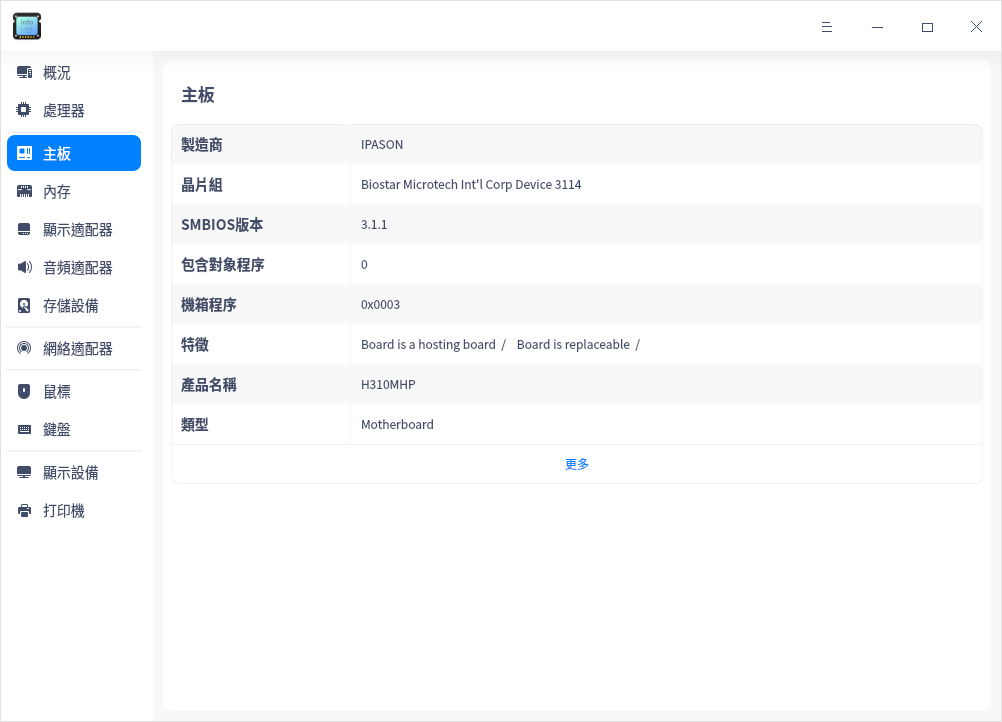 info
概況
處理器
主板
內存
顯示適配器
音頻適配器
存儲設備
網絡適配器
鼠標
鍵盤
顯示設備
打印機
主板
製造商 IPASON
晶片組 Biostar Microtech Int'l Corp Device 3114
SMBIOS版本 3.1.1
包含對象程序 0
機箱程序 0x0003
特徵 Board is a hosting board / Board is replaceable /
產品名稱 H310MHP
類型 Motherboard
更多